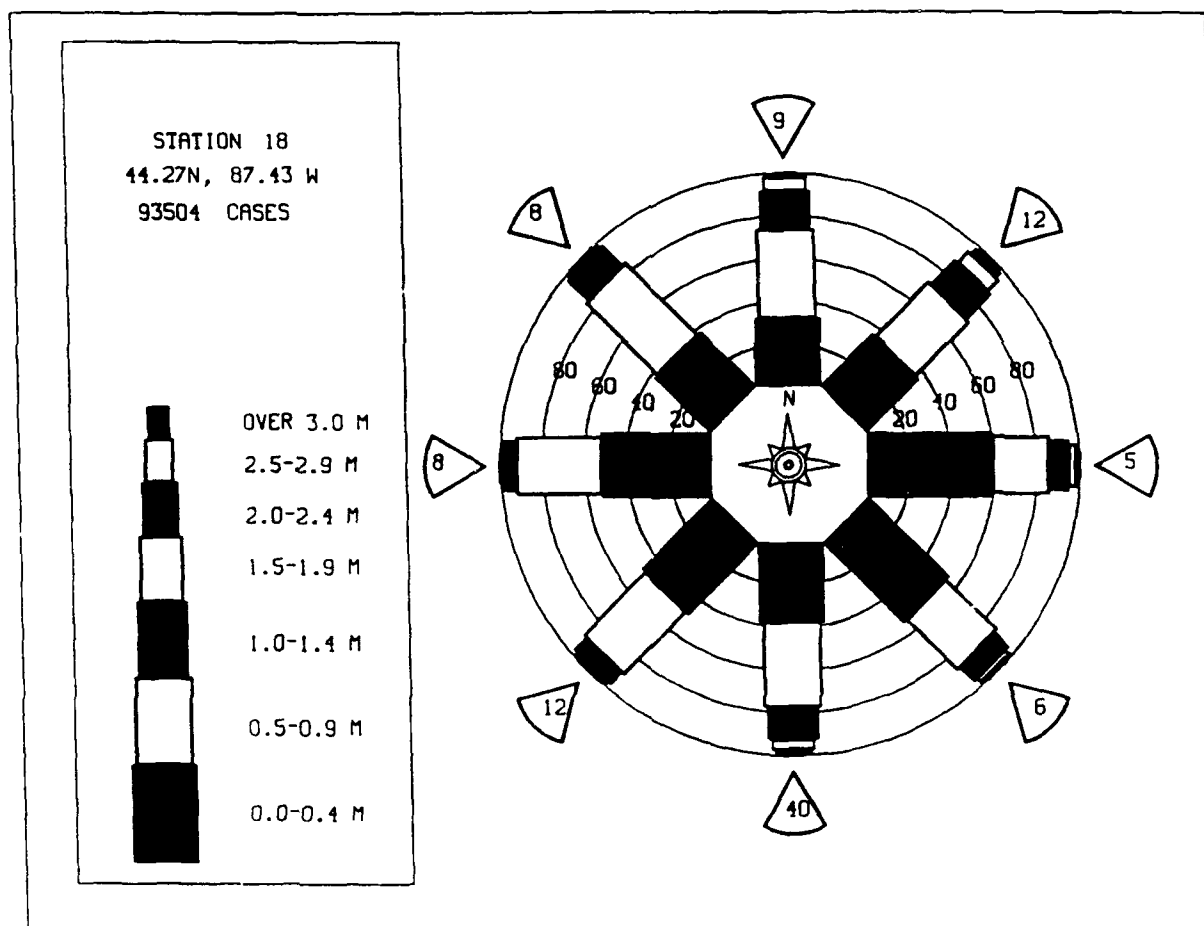 STATION 18
44.27N, 87.43 W
93504 CASES
OVER 3.0 M
2.5-2.9 M
2.0-2.4 M
1.5-1.9 M
1.0-1.4 M
0.5-0.9 M
0.0-0.4 M
9
8
12
80
60
40
20
N
20
40
60
80
8
5
12
6
40